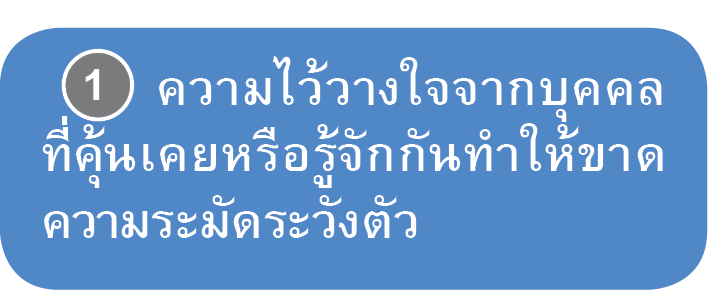 1 ความไว้วางใจจากบุคคล
ที่คุ้นเคยหรือรู้จักกันทำให้ขาด
ความระมัดระวังตัว